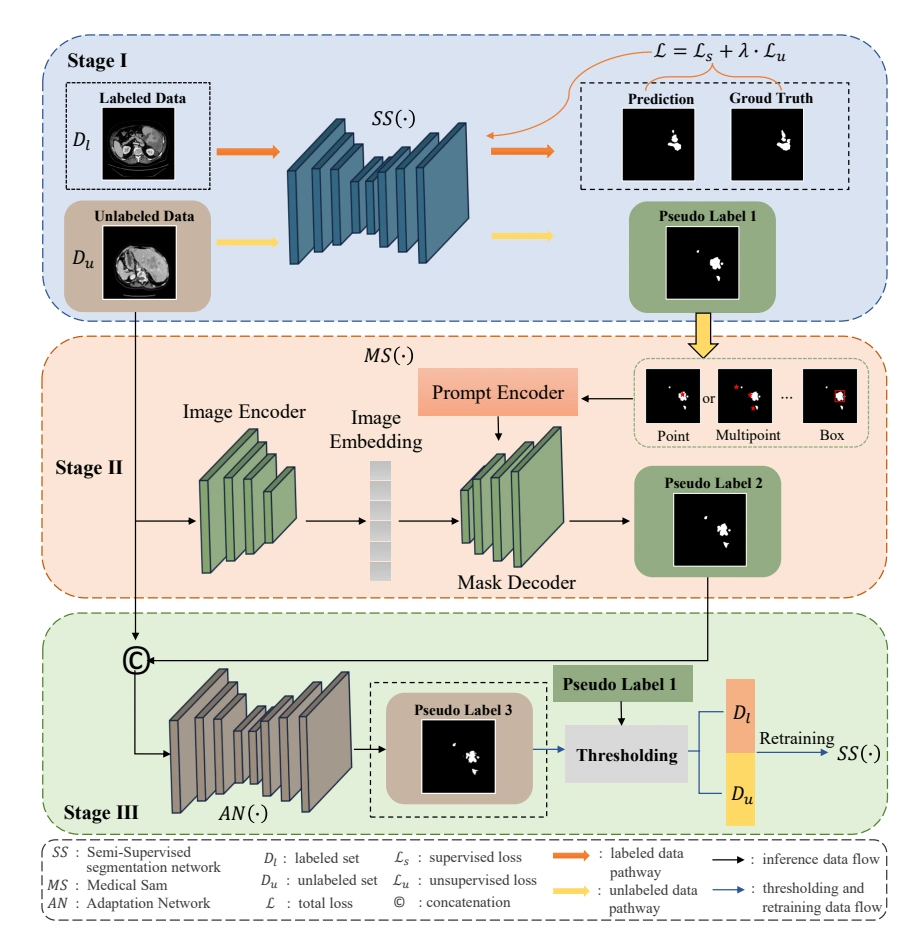 Stage I
ℒ = ℒ_s + λ · ℒ_u
Labeled Data
D_l
SS(·)
Prediction
Groud Truth
Unlabeled Data
D_u
Pseudo Label 1
MS(·)
Prompt Encoder
Point
or
Multipoint
...
Box
Image Encoder
Image
Embedding
Stage II
Pseudo Label 2
Mask Decoder
©
Pseudo Label 1
Pseudo Label 3
Thresholding
D_l
D_u
Retraining
SS(·)
AN(·)
Stage III
SS : Semi-Supervised
segmentation network
MS : Medical Sam
AN : Adaptation Network
D_l : labeled set
D_u : unlabeled set
ℒ : total loss
ℒ_s : supervised loss
ℒ_u : unsupervised loss
© : concatenation
: labeled data
pathway
: unlabeled data
pathway
: inference data flow
: thresholding and
retraining data flow